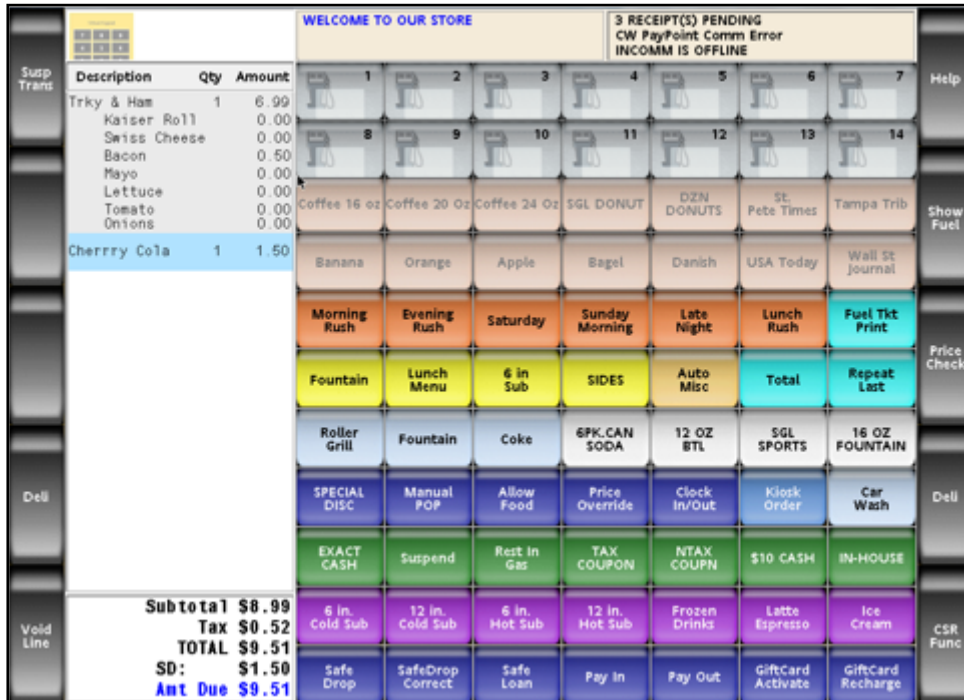 WELCOME TO OUR STORE
3 RECEIPT(S) PENDING
CW PayPoint Comm Error
INCOMM IS OFFLINE
Susp
Trans
Description Qty Amount
Trky & Ham 1 6.99
Kaiser Roll 0.00
Swiss Cheese 0.00
Bacon 0.50
Mayo 0.00
Lettuce 0.00
Tomato 0.00
Onions 0.00
Cherrry Cola 1 1.50
Deli
Void
Line
Subtotal $8.99
Tax $0.52
TOTAL $9.51
SD: $1.50
Amt Due $9.51
1 2 3 4 5 6 7
8 9 10 11 12 13 14
Coffee 16 oz Coffee 20 Oz Coffee 24 Oz SGL DONUT DZN DONUTS St. Pete Times Tampa Trib
Banana Orange Apple Bagel Danish USA Today Wall St Journal
Morning Rush Evening Rush Saturday Sunday Morning Late Night Lunch Rush Fuel Tkt Print
Fountain Lunch Menu 6 in Sub SIDES Auto Misc Total Repeat Last
Roller Grill Fountain Coke 6PK.CAN SODA 12 OZ BTL SGL SPORTS 16 OZ FOUNTAIN
SPECIAL DISC Manual POP Allow Food Price Override Clock In/Out Kiosk Order Car Wash
EXACT CASH Suspend Rest In Gas TAX COUPON NTAX COUPN $10 CASH IN-HOUSE
6 in. Cold Sub 12 in. Cold Sub 6 in. Hot Sub 12 in. Hot Sub Frozen Drinks Latte Espresso Ice Cream
Safe Drop SafeDrop Correct Safe Loan Pay In Pay Out GiftCard Activate GiftCard Recharge
Help
Show
Fuel
Price
Check
Deli
CSR
Func